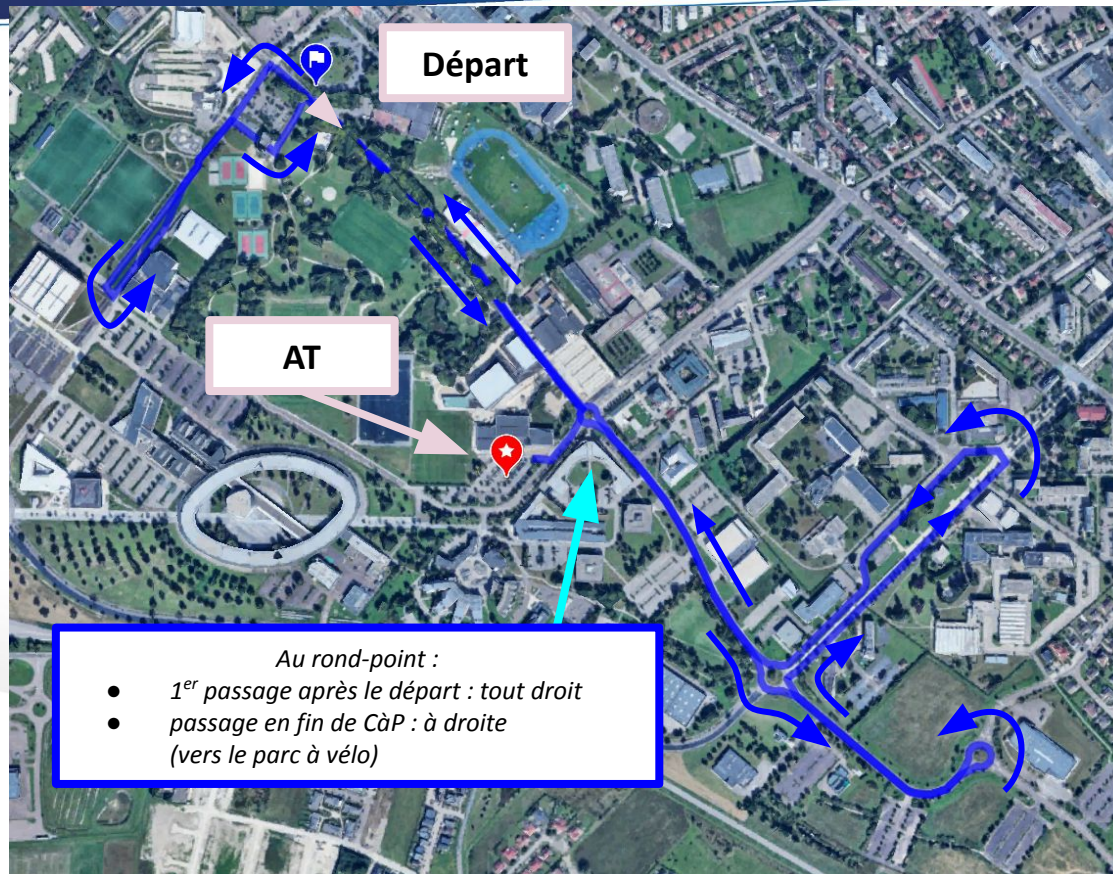 Départ
AT
Au rond-point :
● 1er passage après le départ : tout droit
● passage en fin de CàP : à droite
(vers le parc à vélo)